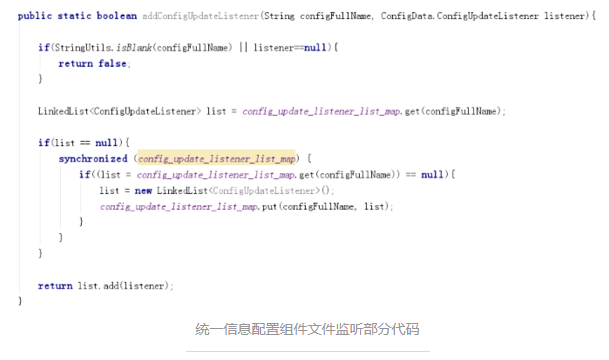 public static boolean addConfigUpdateListener(String configFullName, ConfigData.ConfigUpdateListener listener){
if(StringUtils.isBlank(configFullName) || listener==null){
return false;
}
LinkedList<ConfigUpdateListener> list = config_update_listener_list_map.get(configFullName);
if(list == null){
synchronized (config_update_listener_list_map) {
if((list = config_update_listener_list_map.get(configFullName)) == null){
list = new LinkedList<ConfigUpdateListener>();
config_update_listener_list_map.put(configFullName, list);
}
}
}
return list.add(listener);
}
统一信息配置组件文件监听部分代码